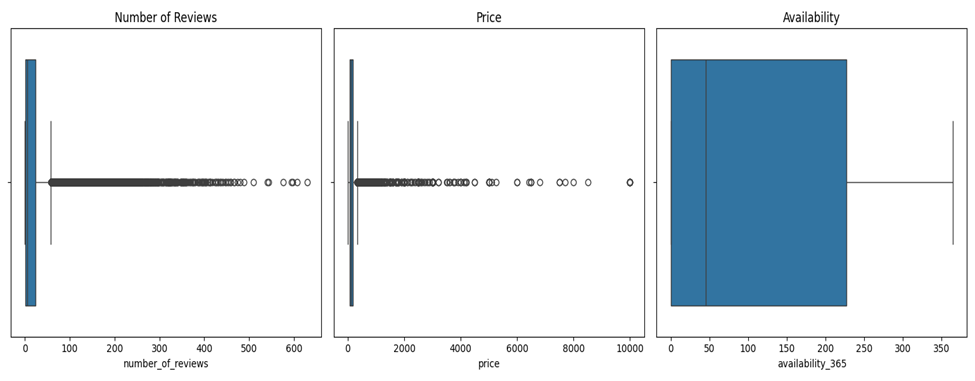 Number of Reviews
0 100 200 300 400 500 600
number_of_reviews
Price
0 2000 4000 6000 8000 10000
price
Availability
0 50 100 150 200 250 300 350
availability_365